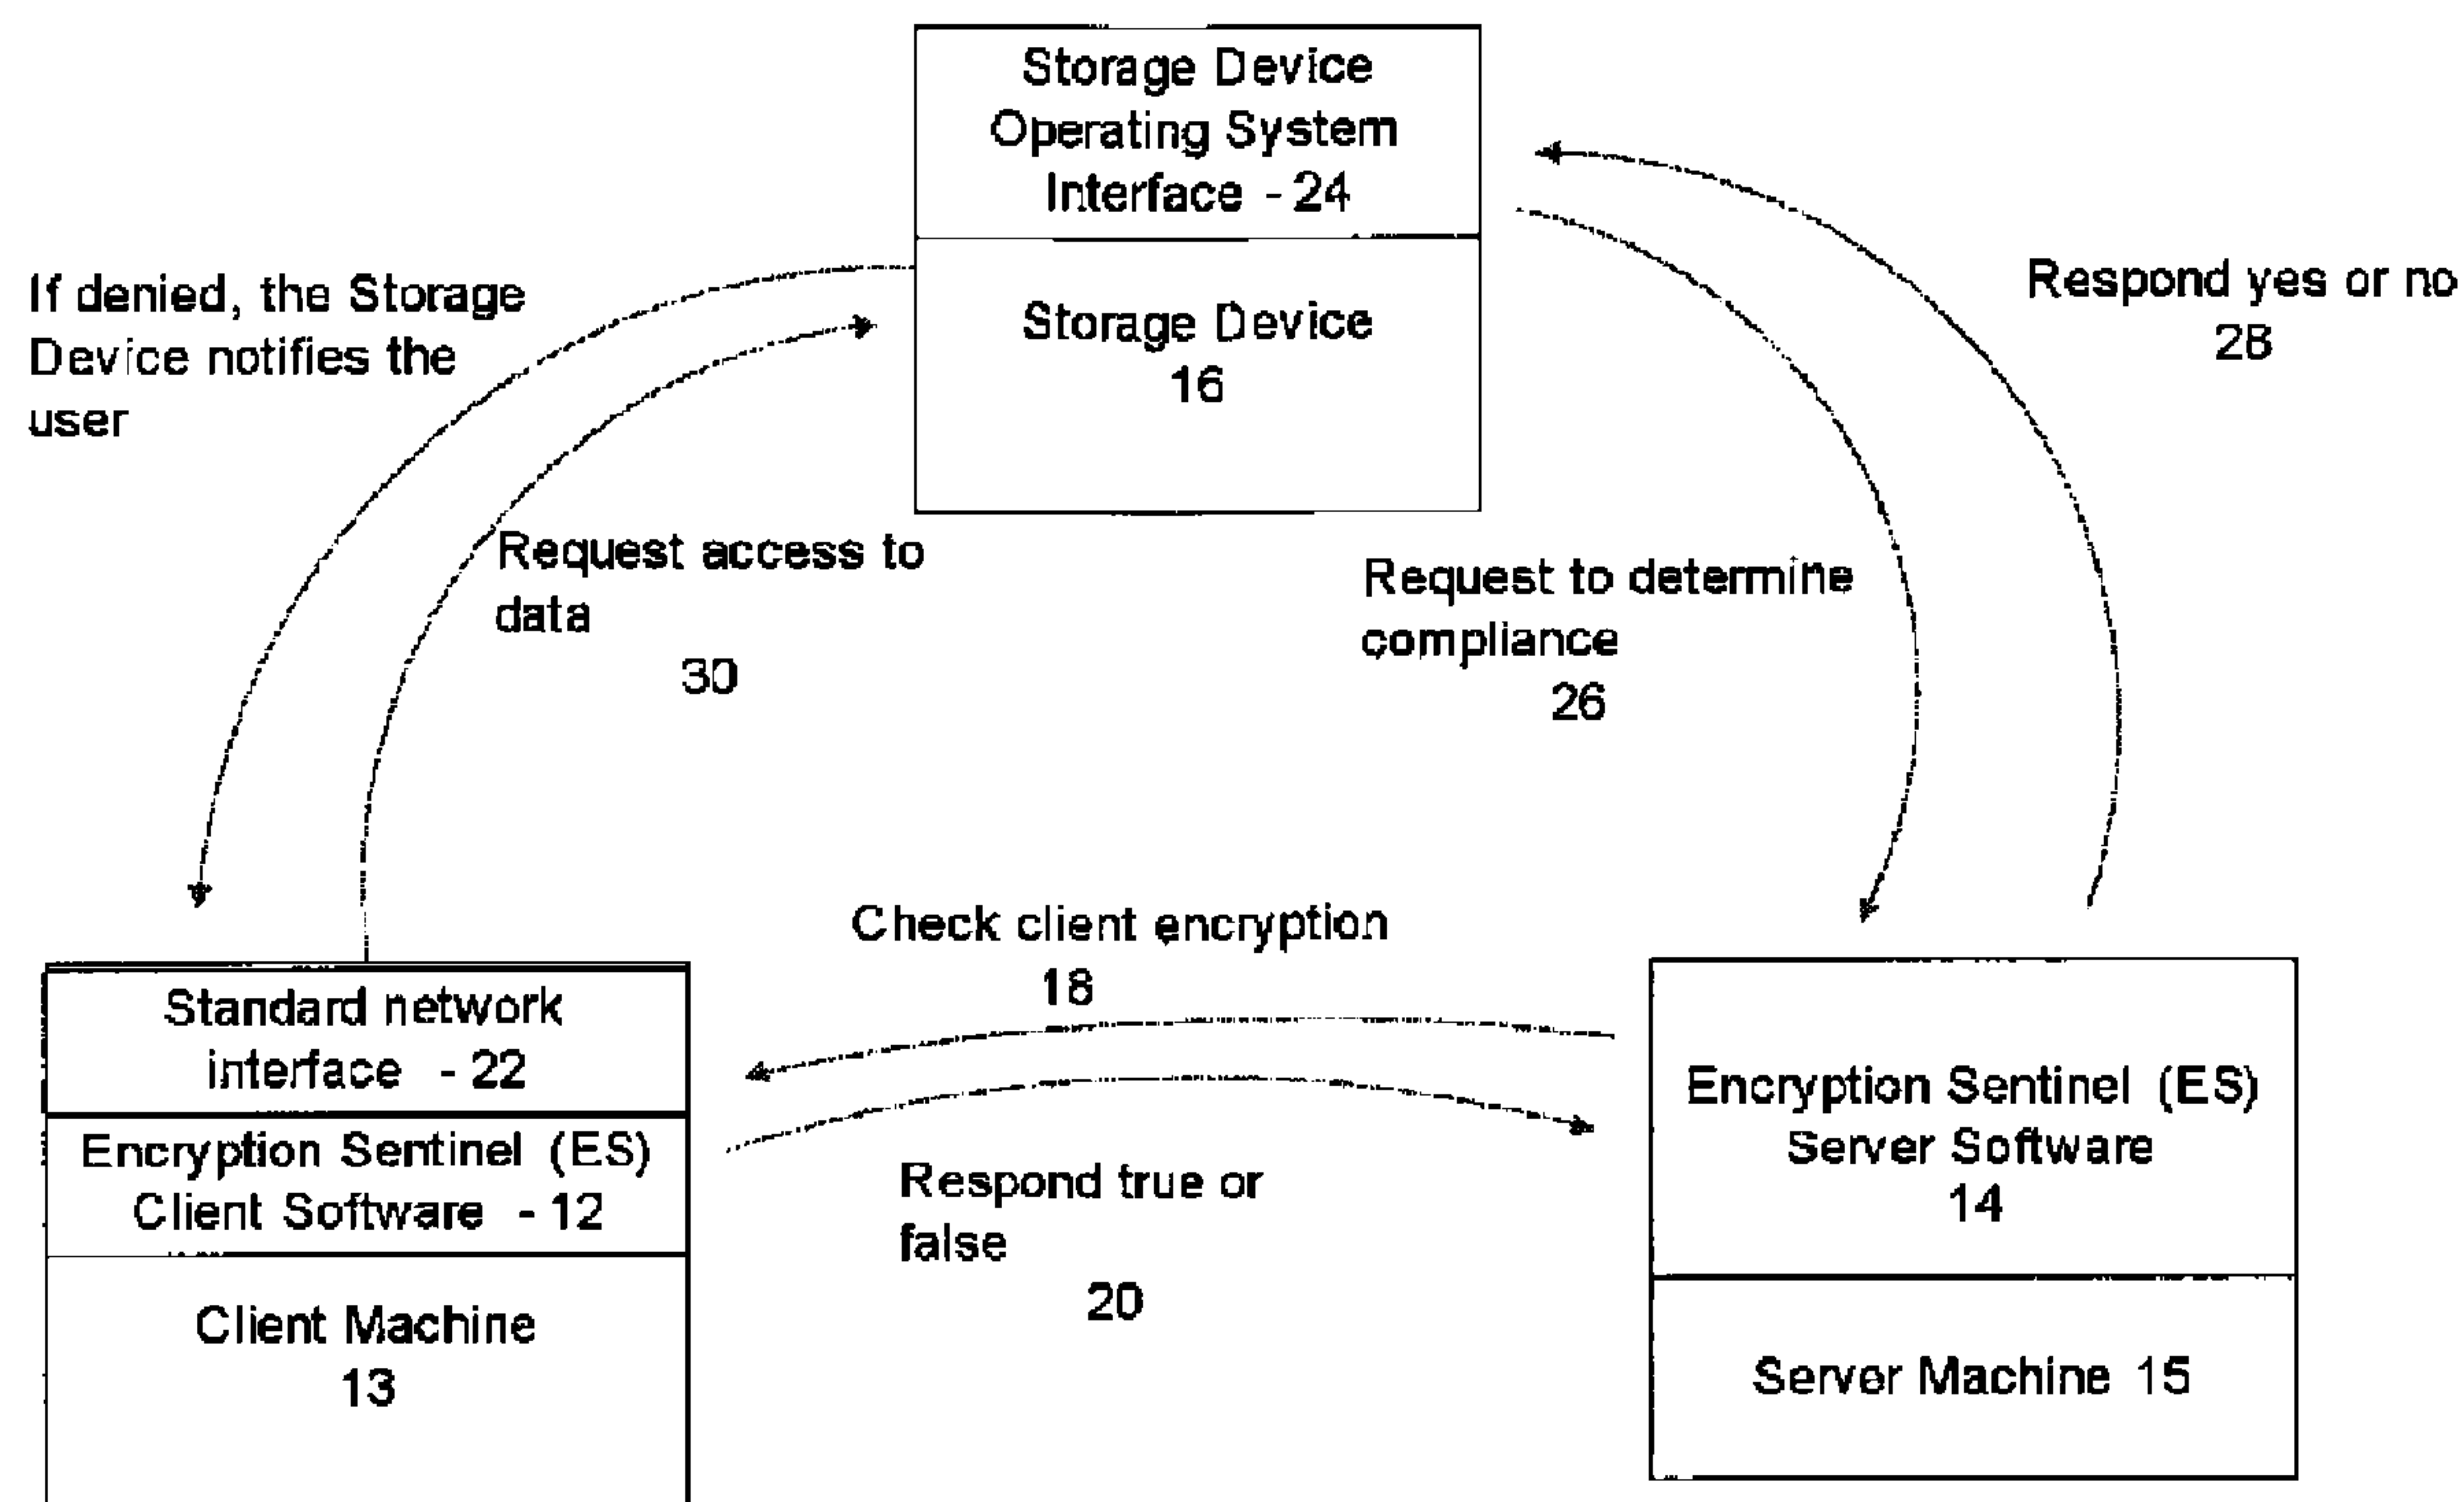 Storage Device
Operating System
Interface - 24
Storage Device
16
If denied, the Storage
Device notifies the
user
Respond yes or no
28
Request access to
data
30
Request to determine
compliance
26
Check client encryption
18
Respond true or
false
20
Standard network
interface - 22
Encryption Sentinel (ES)
Client Software - 12
Client Machine
13
Encryption Sentinel (ES)
Server Software
14
Server Machine 15